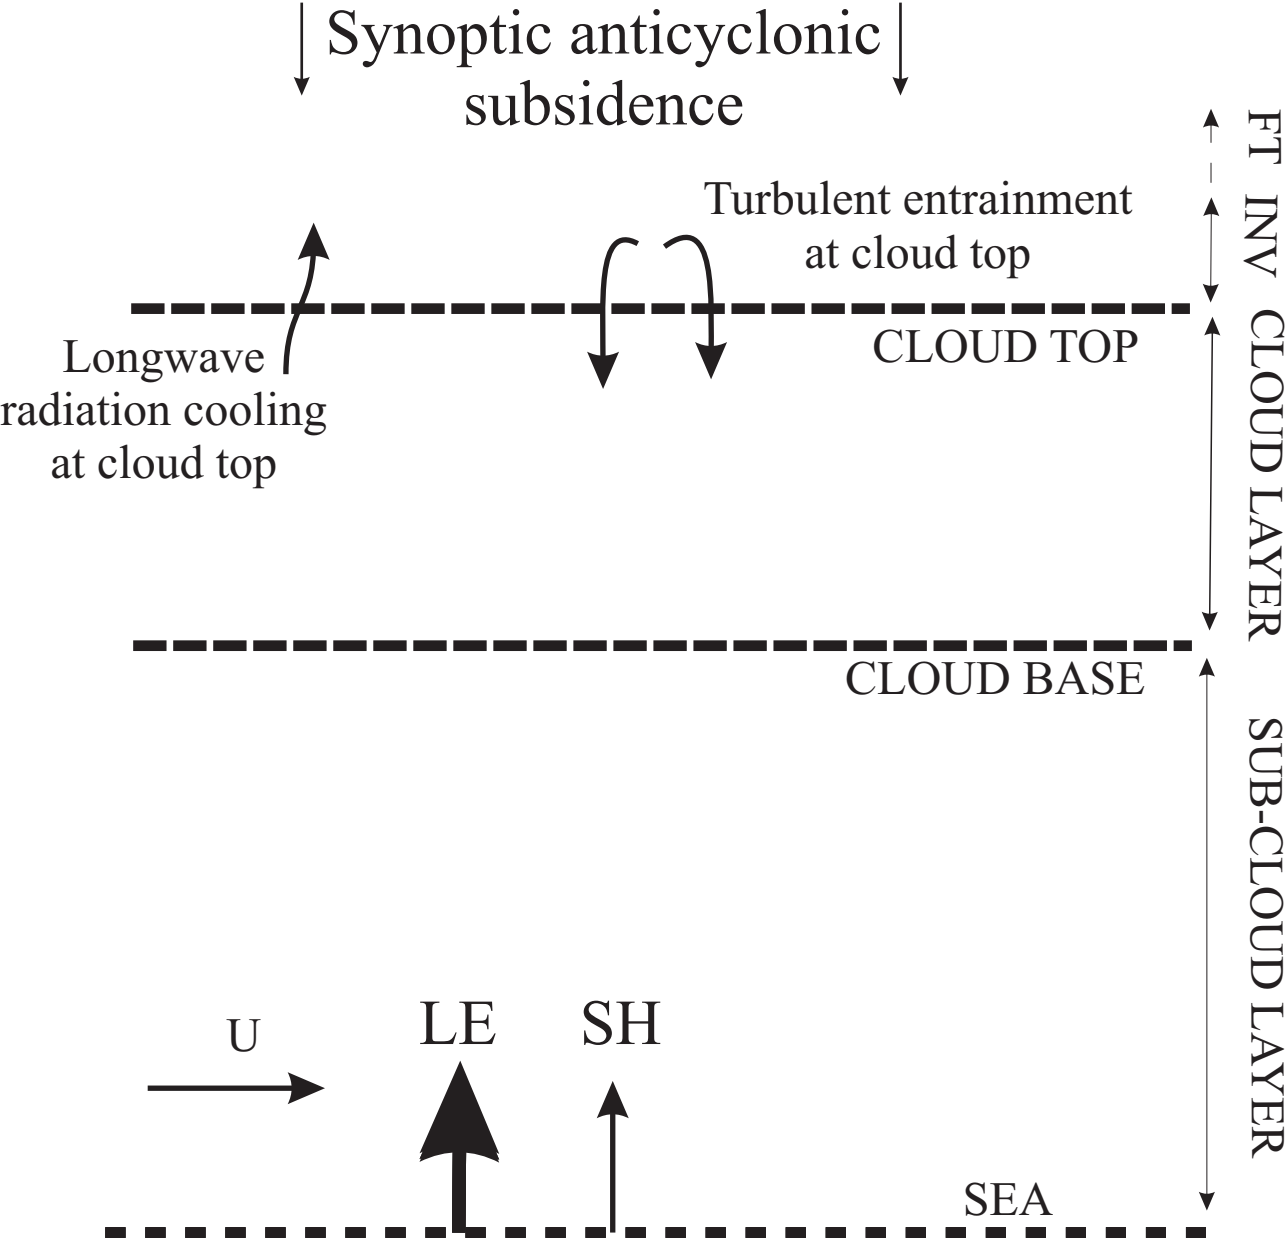 Synoptic anticyclonic
subsidence
FT
INV
Turbulent entrainment
at cloud top
CLOUD TOP
Longwave
radiation cooling
at cloud top
CLOUD LAYER
CLOUD BASE
SUB-CLOUD LAYER
U
LE
SH
SEA